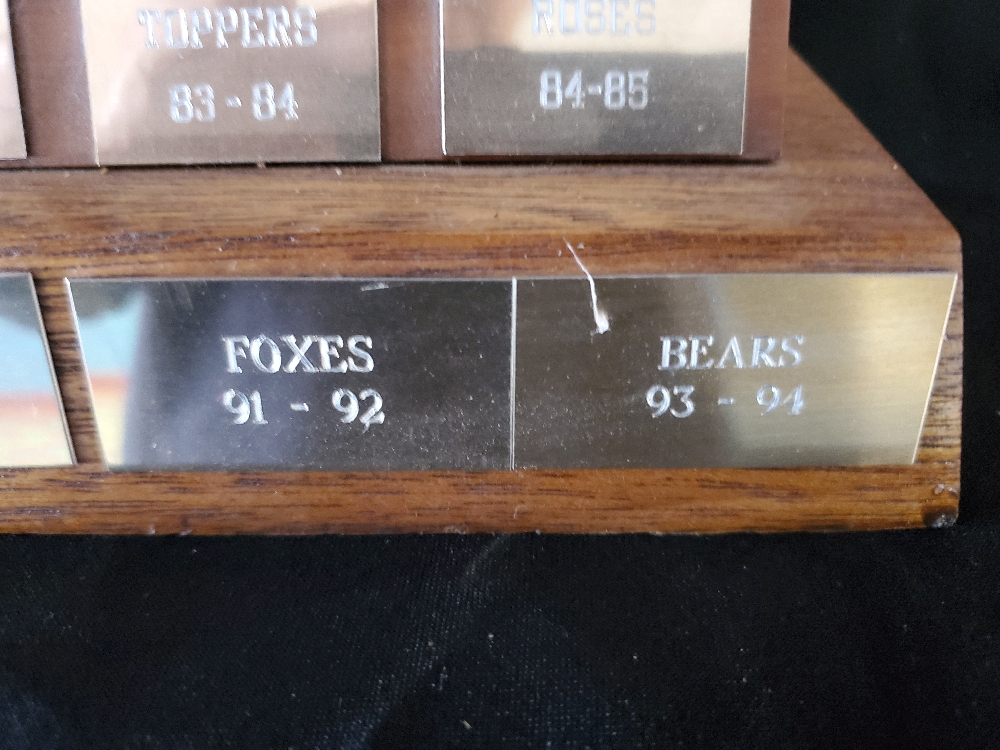 TOPPERS
83-84
ROSES
84-85
FOXES
91 - 92
BEARS
93 - 94